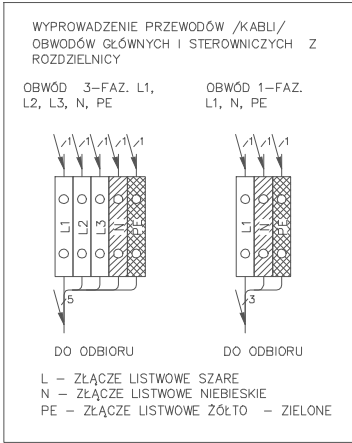 WYPROWADZENIE PRZEWODÓW /KABLI/
OBWODÓW GŁÓWNYCH I STEROWNICZYCH Z
ROZDZIELNICY
OBWÓD 3-FAZ. L1,
L2, L3, N, PE
OBWÓD 1-FAZ.
L1, N, PE
1 1 1 1 1
1 1 1
L1 L2 L3 N PE
L1 N PE
5
3
DO ODBIORU
DO ODBIORU
L – ZŁĄCZE LISTWOWE SZARE
N – ZŁĄCZE LISTWOWE NIEBIESKIE
PE – ZŁĄCZE LISTWOWE ŻÓŁTO – ZIELONE